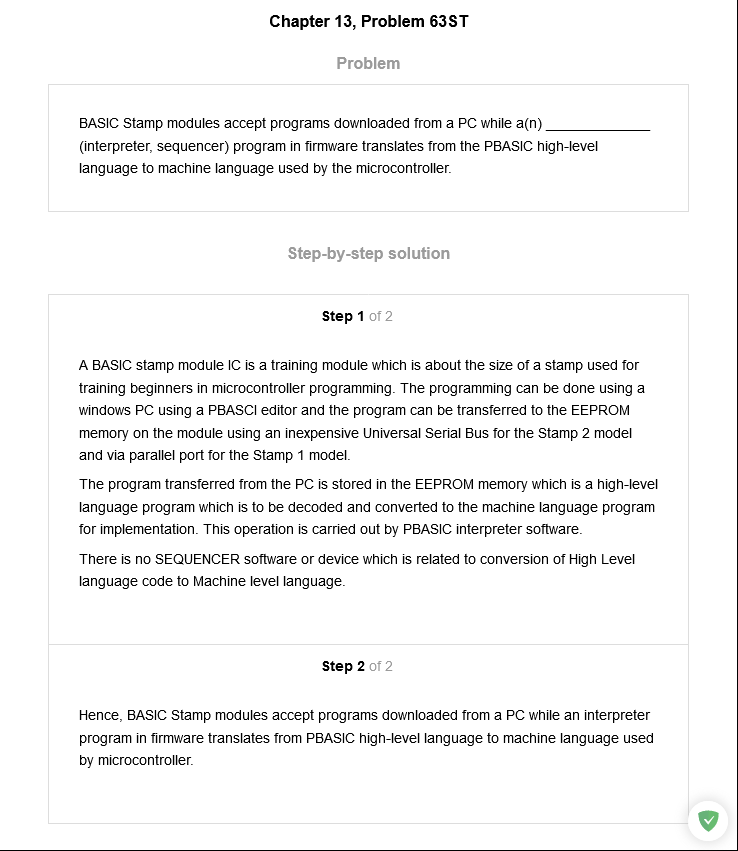 Chapter 13, Problem 63ST
Problem
BASIC Stamp modules accept programs downloaded from a PC while a(n) ______________
(interpreter, sequencer) program in firmware translates from the PBASIC high-level
language to machine language used by the microcontroller.
Step-by-step solution
Step 1 of 2
A BASIC stamp module IC is a training module which is about the size of a stamp used for
training beginners in microcontroller programming. The programming can be done using a
windows PC using a PBASCI editor and the program can be transferred to the EEPROM
memory on the module using an inexpensive Universal Serial Bus for the Stamp 2 model
and via parallel port for the Stamp 1 model.
The program transferred from the PC is stored in the EEPROM memory which is a high-level
language program which is to be decoded and converted to the machine language program
for implementation. This operation is carried out by PBASIC interpreter software.
There is no SEQUENCER software or device which is related to conversion of High Level
language code to Machine level language.
Step 2 of 2
Hence, BASIC Stamp modules accept programs downloaded from a PC while an interpreter
program in firmware translates from PBASIC high-level language to machine language used
by microcontroller.